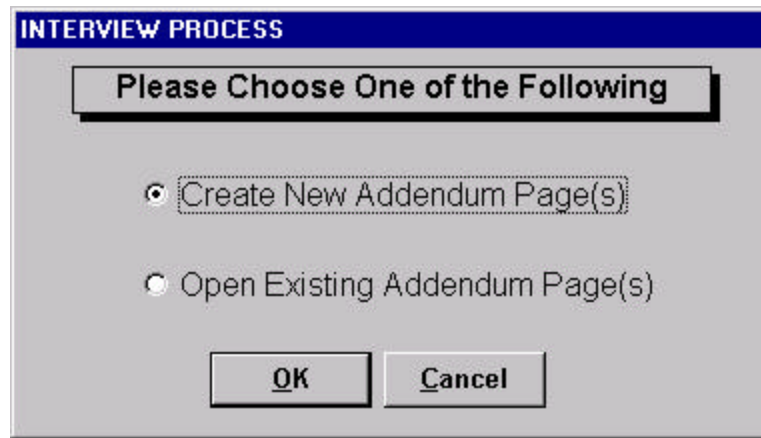 INTERVIEW PROCESS
Please Choose One of the Following
Create New Addendum Page(s)
Open Existing Addendum Page(s)
OK
Cancel